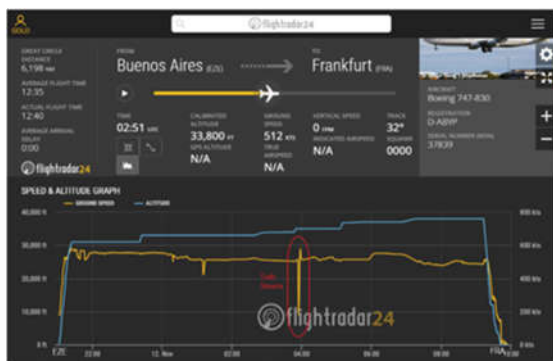 GOLD
flightradar24
GREAT CIRCLE
DISTANCE
6,198 NM
AVERAGE FLIGHT TIME
12:35
ACTUAL FLIGHT TIME
12:40
AVERAGE ARRIVAL
DELAY
0:00
flightradar24
FROM
Buenos Aires (EZE)
TO
Frankfurt (FRA)
TIME
02:51 UTC
CALIBRATED
ALTITUDE
33,800 FT
GPS ALTITUDE
N/A
GROUND
SPEED
512 KTS
TRUE
AIRSPEED
N/A
VERTICAL SPEED
0 FPM
INDICATED AIRSPEED
N/A
TRACK
32°
SQUAWK
0000
AIRCRAFT
Boeing 747-830
REGISTRATION
D-ABYP
SERIAL NUMBER (MSN)
37839
SPEED & ALTITUDE GRAPH
GROUND SPEED
ALTITUDE
40,000 ft
800 kts
30,000 ft
600 kts
20,000 ft
400 kts
10,000 ft
200 kts
0 ft
0 kts
flightradar24
EZE
22:00
12. Nov
02:00
04:00
06:00
08:00
FRA
10:00